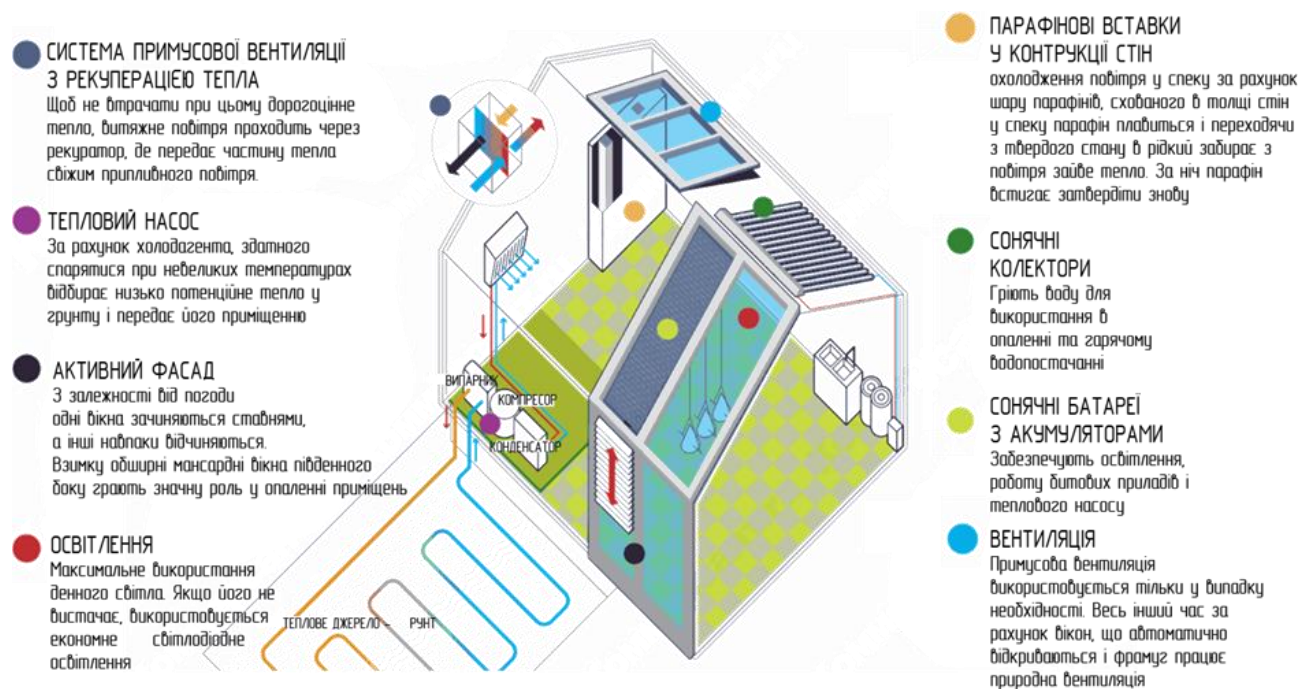 СИСТЕМА ПРИМУСОВОЇ ВЕНТИЛЯЦІЇ
З РЕКУПЕРАЦІЄЮ ТЕПЛА
Щоб не втрачати при цьому дорогоцінне
тепло, витяжне повітря проходить через
рекуратор, де передає частину тепла
свіжим припливного повітря.
ТЕПЛОВИЙ НАСОС
За рахунок холодагента, здатного
спарятися при невеликих температурах
відбирає низько потенційне тепло у
грунту і передає його приміщенню
АКТИВНИЙ ФАСАД
З залежності від погоди
одні вікна зачиняються ставнями,
а інші навпаки відчиняються.
Взимку обширні мансардні вікна південного
боку грають значну роль у опаленні приміщень
ОСВІТЛЕННЯ
Максимальне використання
денного світла. Якщо його не
вистачає, використовується
економне світлодіодне
освітлення
ВИПАРНИК
КОМПРЕСОР
КОНДЕНСАТОР
ТЕПЛОВЕ ДЖЕРЕЛО - РУНТ
ПАРАФІНОВІ ВСТАВКИ
У КОНТРУКЦІЇ СТІН
охолодження повітря у спеку за рахунок
шару парафінів, схованого в толщі стін
у спеку парафін плавиться і переходячи
з твердого стану в рідкий забирає з
повітря зайве тепло. За ніч парафін
встигає затвердіти знову
СОНЯЧНІ
КОЛЕКТОРИ
Гріють воду для
використання в
опаленні та гарячому
водопостачанні
СОНЯЧНІ БАТАРЕЇ
З АКУМУЛЯТОРАМИ
Забезпечують освітлення,
роботу битових приладів і
теплового насосу
ВЕНТИЛЯЦІЯ
Примусова вентиляція
використовується тільки у випадку
необхідності. Весь інший час за
рахунок вікон, що автоматично
відкриваються і фрамуг працює
природна вентиляція